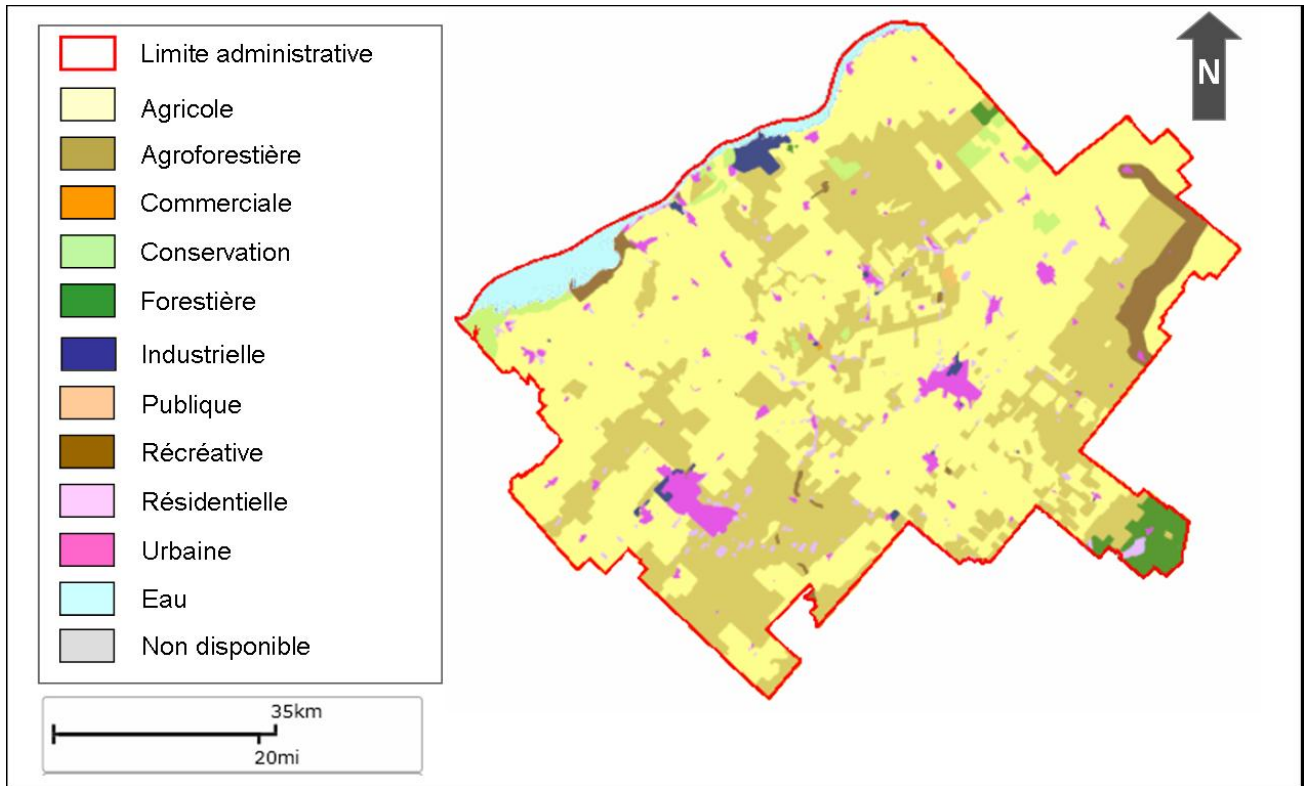 Limite administrative
Agricole
Agroforestière
Commerciale
Conservation
Forestière
Industrielle
Publique
Récréative
Résidentielle
Urbaine
Eau
Non disponible
35km
20mi
N